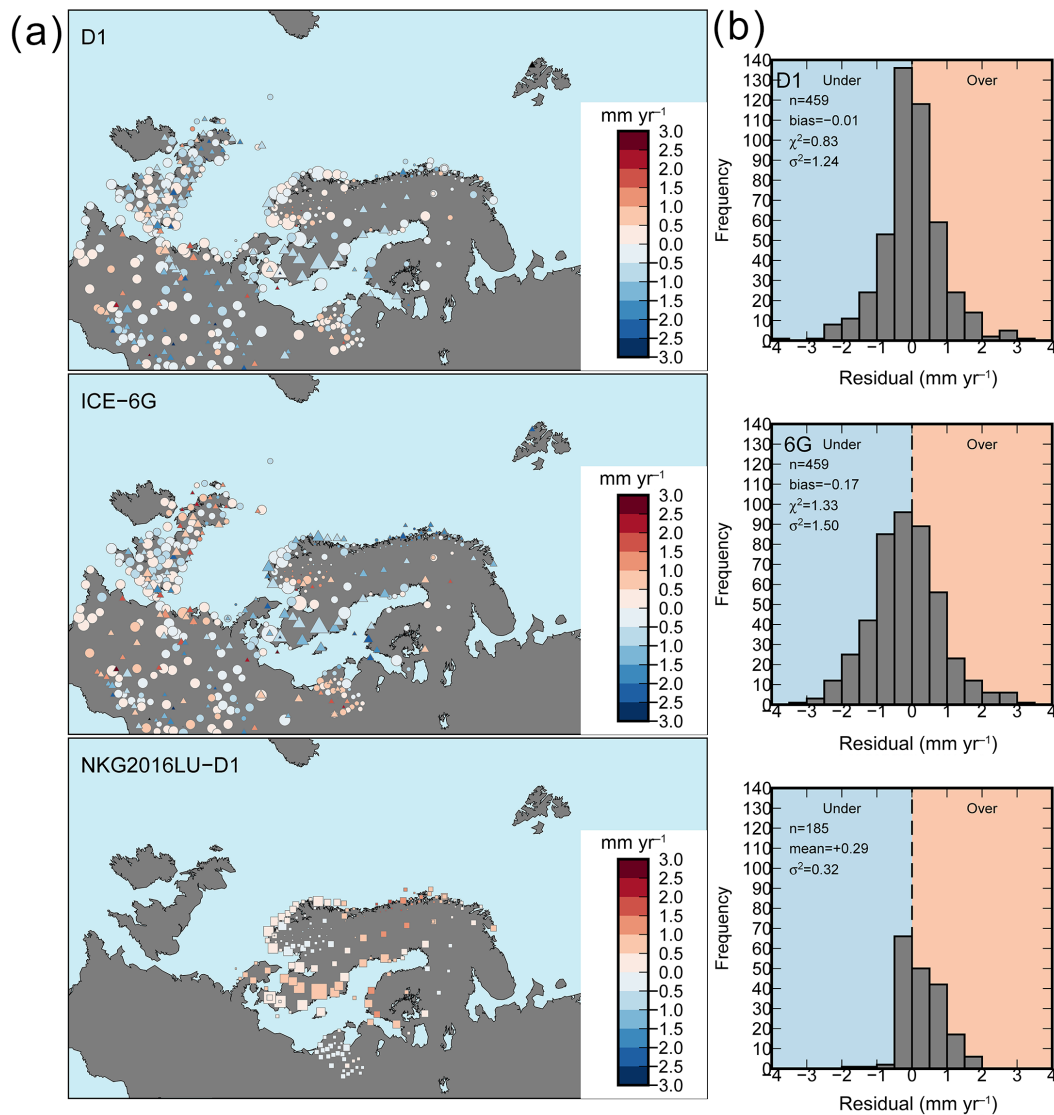 (a)
(b)
D1
mm yr−1
3.0
2.5
2.0
1.5
1.0
0.5
0.0
−0.5
−1.0
−1.5
−2.0
−2.5
−3.0
ICE−6G
mm yr−1
3.0
2.5
2.0
1.5
1.0
0.5
0.0
−0.5
−1.0
−1.5
−2.0
−2.5
−3.0
NKG2016LU−D1
mm yr−1
3.0
2.5
2.0
1.5
1.0
0.5
0.0
−0.5
−1.0
−1.5
−2.0
−2.5
−3.0
D1 Under Over
n=459
bias=−0.01
χ2=0.83
σ2=1.24
Frequency
140
130
120
110
100
90
80
70
60
50
40
30
20
10
0
−4 −3 −2 −1 0 1 2 3 4
Residual (mm yr−1)
6G Under Over
n=459
bias=−0.17
χ2=1.33
σ2=1.50
Frequency
140
130
120
110
100
90
80
70
60
50
40
30
20
10
0
−4 −3 −2 −1 0 1 2 3 4
Residual (mm yr−1)
Under Over
n=185
mean=+0.29
σ2=0.32
Frequency
140
130
120
110
100
90
80
70
60
50
40
30
20
10
0
−4 −3 −2 −1 0 1 2 3 4
Residual (mm yr−1)